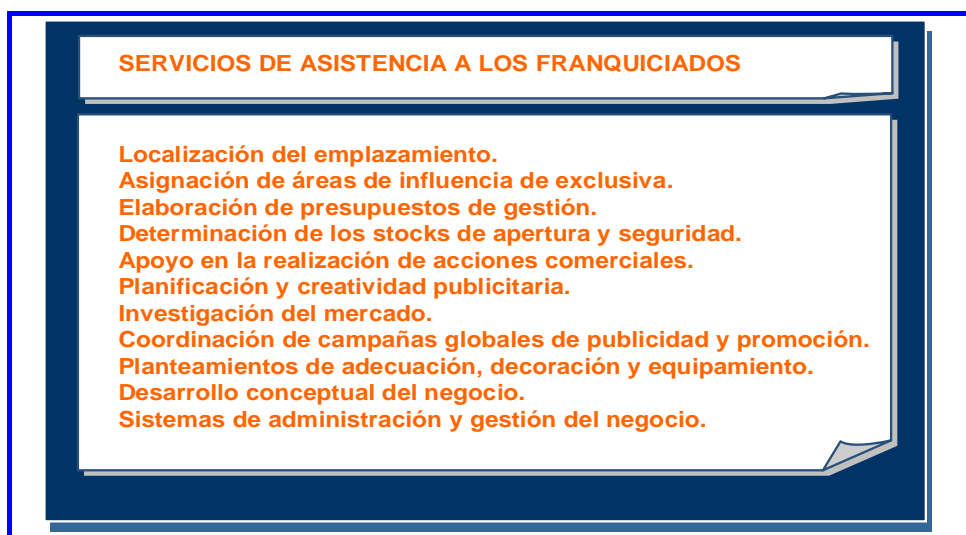 SERVICIOS DE ASISTENCIA A LOS FRANQUICIADOS
Localización del emplazamiento.
Asignación de áreas de influencia de exclusiva.
Elaboración de presupuestos de gestión.
Determinación de los stocks de apertura y seguridad.
Apoyo en la realización de acciones comerciales.
Planificación y creatividad publicitaria.
Investigación del mercado.
Coordinación de campañas globales de publicidad y promoción.
Planteamientos de adecuación, decoración y equipamiento.
Desarrollo conceptual del negocio.
Sistemas de administración y gestión del negocio.